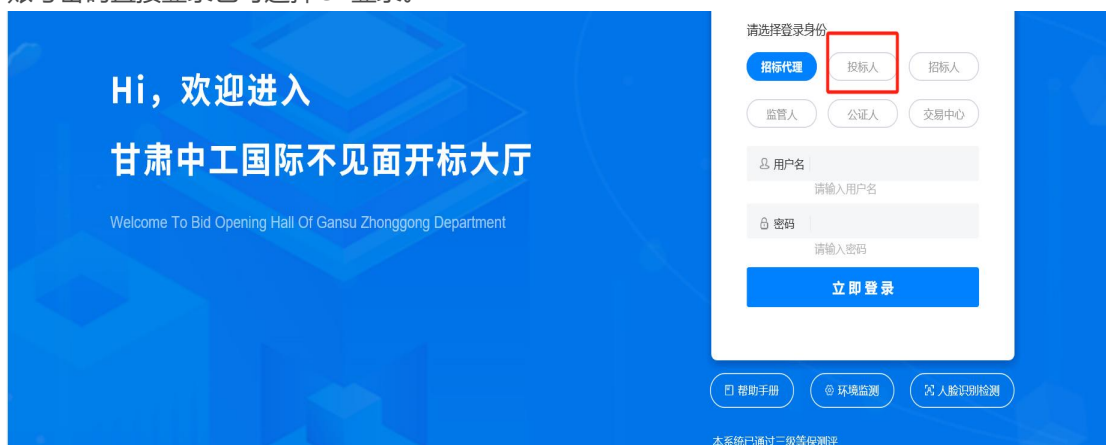 请选择登录身份
招标代理 投标人 招标人
监管人 公证人 交易中心
Hi，欢迎进入
甘肃中工国际不见面开标大厅
Welcome To Bid Opening Hall Of Gansu Zhonggong Department
用户名
请输入用户名
密码
请输入密码
立即登录
帮助手册 环境监测 人脸识别检测
本系统已通过三级等保测评